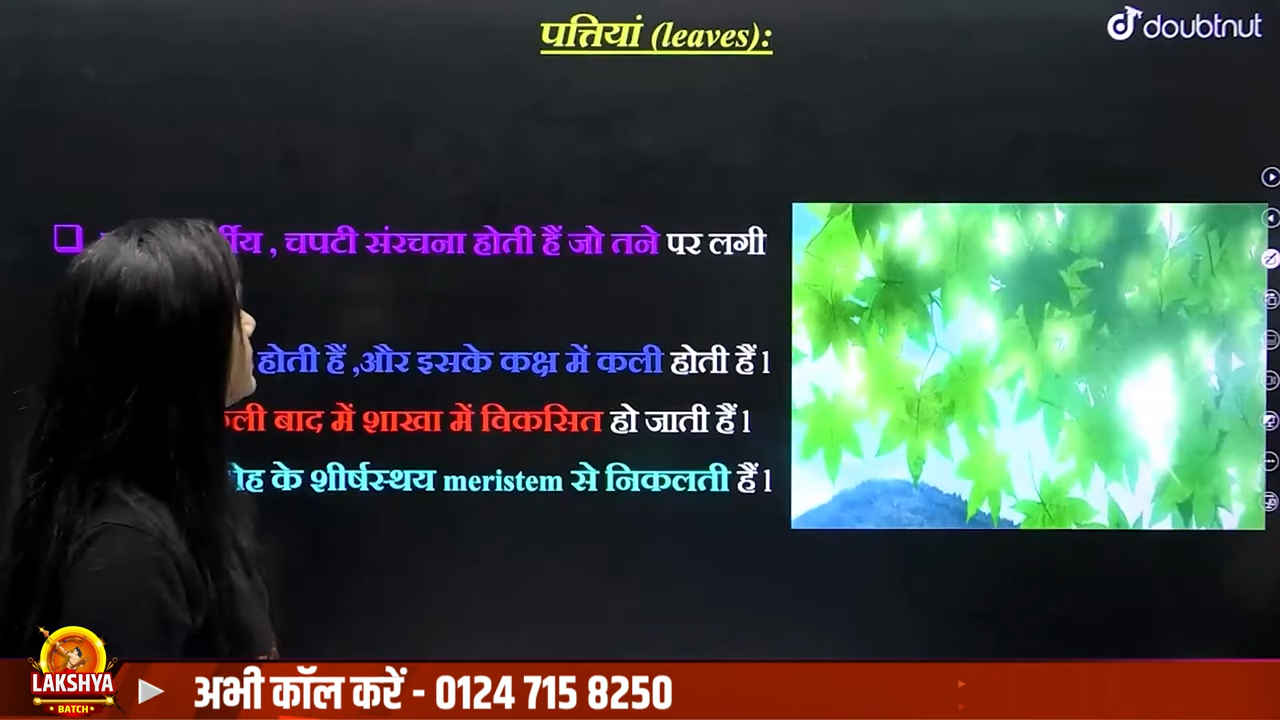 पत्तियां (leaves):
doubtnut
, चपटी संरचना होती हैं जो तने पर लगी
होती हैं ,और इसके कक्ष में कली होती हैं l
बाद में शाखा में विकसित हो जाती हैं l
के शीर्षस्थय meristem से निकलती हैं l
LAKSHYA
BATCH
अभी कॉल करें - 0124 715 8250